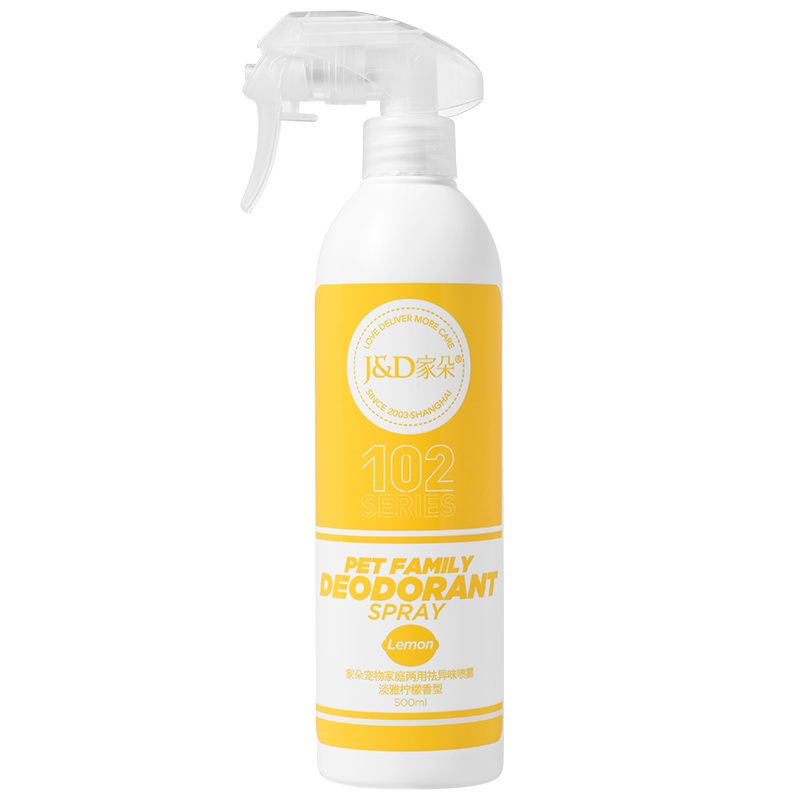 LOVE DELIVER MORE CARE
J&D家朵®
SINCE 2003·SHANGHAI
102
SERIES
PET FAMILY
DEODORANT
SPRAY
Lemon
家朵宠物家庭两用祛异味喷雾
淡雅柠檬香型
500ml